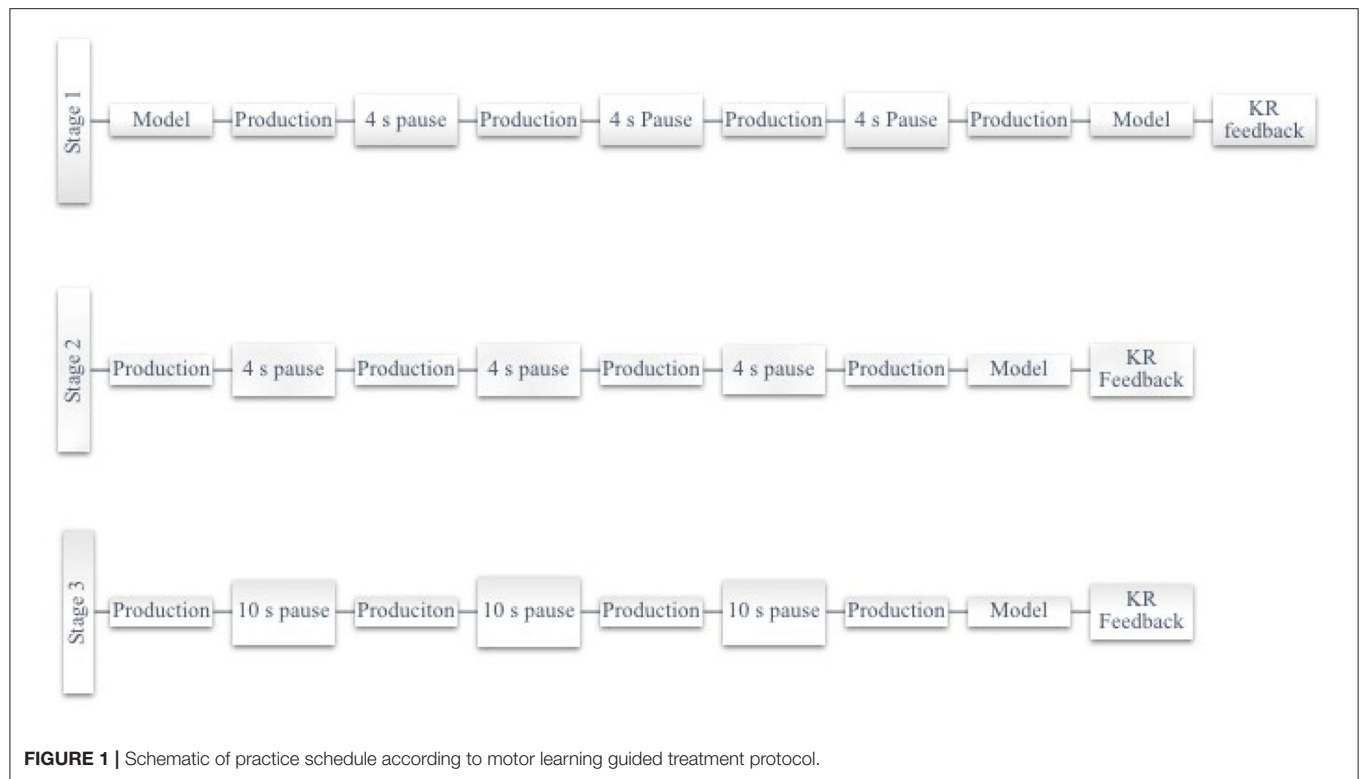 Stage 1
Model
Production
4 s pause
Production
4 s Pause
Production
4 s Pause
Production
Model
KR
feedback
Stage 2
Production
4 s pause
Production
4 s pause
Production
4 s pause
Production
Model
KR
Feedback
Stage 3
Production
10 s pause
Produciton
10 s pause
Production
10 s pause
Production
Model
KR
Feedback
FIGURE 1 | Schematic of practice schedule according to motor learning guided treatment protocol.